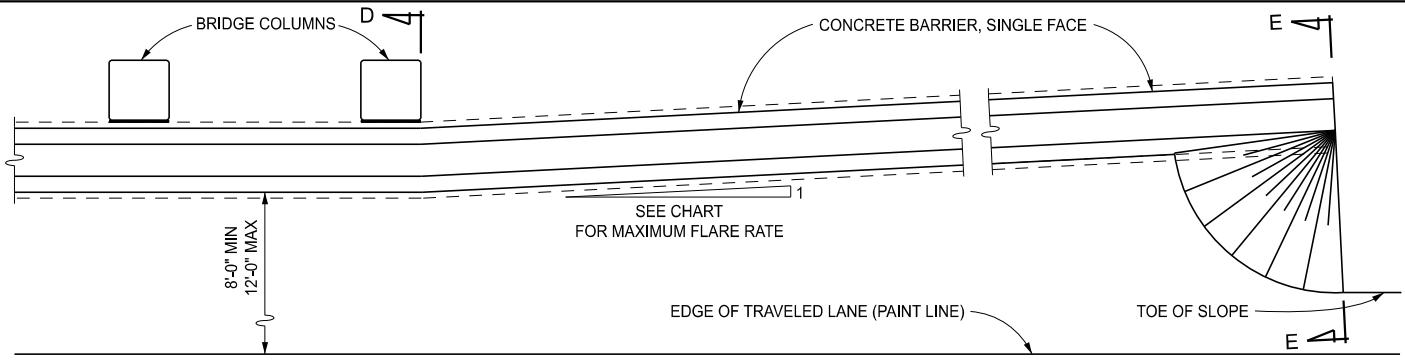 D
BRIDGE COLUMNS
CONCRETE BARRIER, SINGLE FACE
E
1
SEE CHART
FOR MAXIMUM FLARE RATE
8'-0" MIN
12'-0" MAX
EDGE OF TRAVELED LANE (PAINT LINE)
TOE OF SLOPE
E